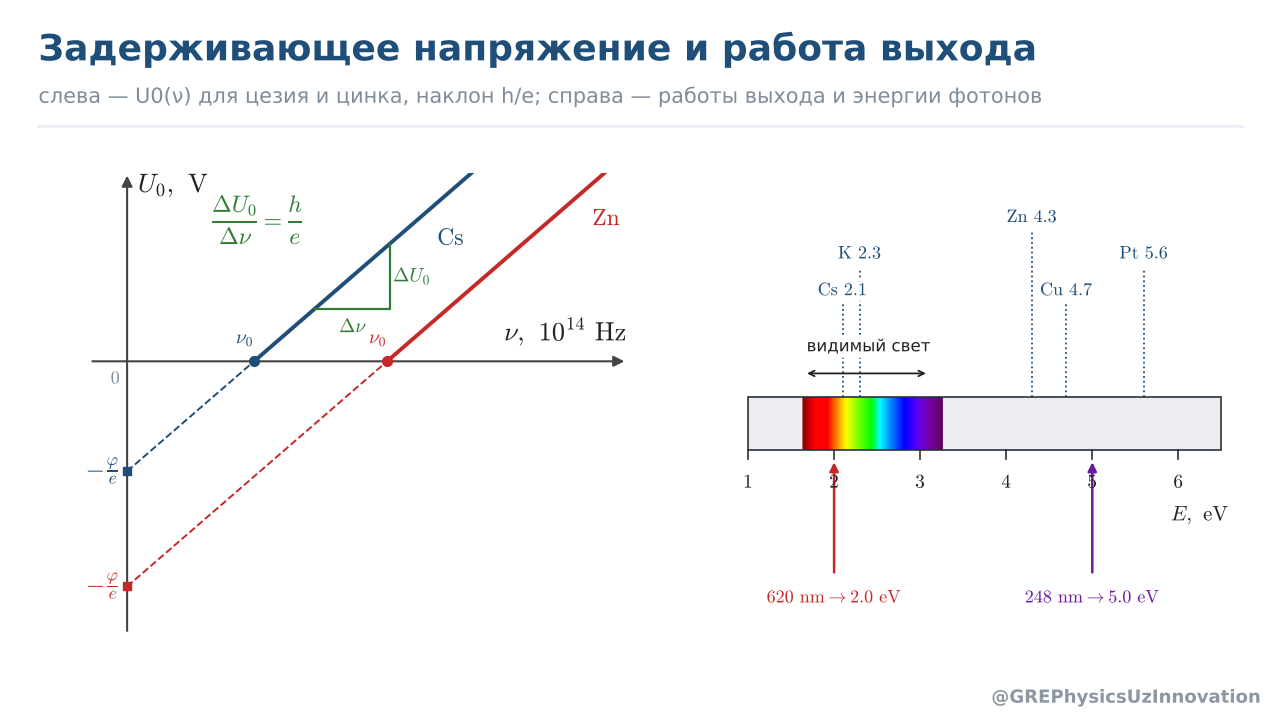 Задерживающее напряжение и работа выхода
слева — U0(ν) для цезия и цинка, наклон h/e; справа — работы выхода и энергии фотонов
U₀, V
ΔU₀/Δν = h/e
Cs
Zn
ΔU₀
Δν
ν₀
ν₀
ν, 10¹⁴ Hz
0
−φ/e
−φ/e
Zn 4.3
K 2.3
Pt 5.6
Cs 2.1
Cu 4.7
видимый свет
1 2 3 4 5 6
E, eV
620 nm → 2.0 eV
248 nm → 5.0 eV
@GREPhysicsUzInnovation